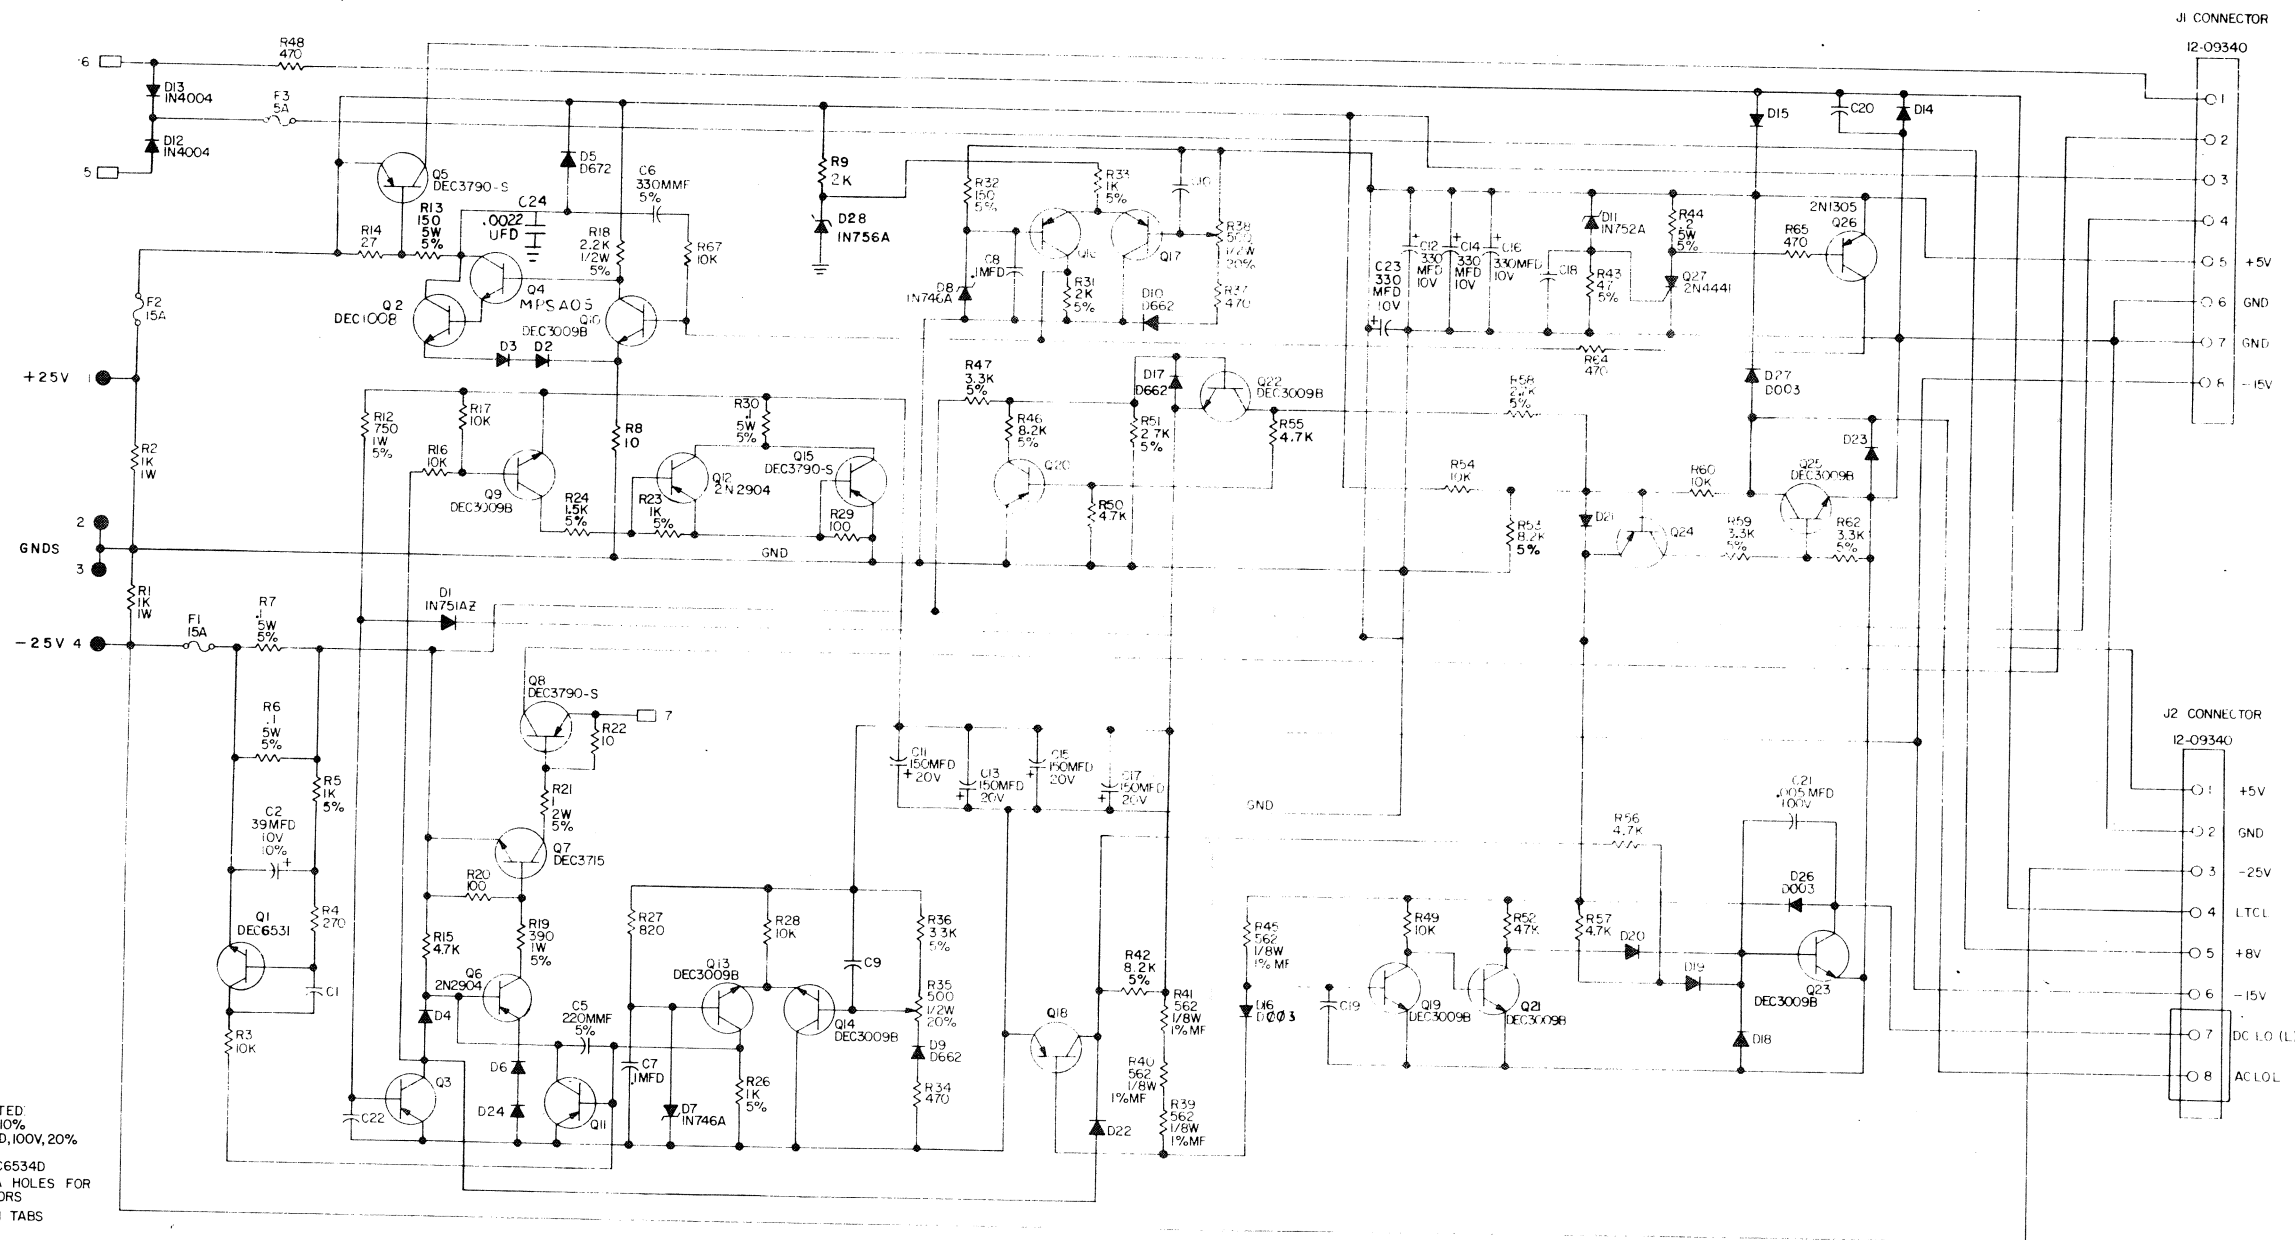 J1 CONNECTOR
12-09340
1
2
3
4
5 +5V
6 GND
7 GND
8 -15V
6
R48
470
D13
IN4004
F3
5A
D12
IN4004
5
Q5
DEC3790-S
R13
150
5W
5%
R14
27
C24
.0022
UFD
D5
D672
C6
330MMF
5%
R18
2.2K
1/2W
5%
R67
10K
R9
2K
D28
IN756A
F2
15A
Q2
DEC1008
Q4
MPSA05
DEC3009B
Q10
D3
D2
R32
150
5%
R33
1K
5%
Q17
R38
500
1/2W
20%
C8
.1MFD
D8
IN746A
R31
2K
5%
D10
D662
R37
470
C23
330
MFD
10V
C12
330
MFD
10V
C14
330
MFD
10V
C16
330MFD
10V
C18
D11
IN752A
R43
47
5%
R44
.2
5W
5%
Q27
2N4441
R65
470
2N1305
Q26
D15
C20
D14
R64
470
+25V 1
R2
1K
1W
2
GNDS
3
R1
1K
1W
-25V 4
F1
15A
R7
.1
5W
5%
R12
750
1W
5%
R17
10K
R16
10K
Q9
DEC3009B
R24
1.5K
5%
R8
10
R23
1K
5%
Q12
2N2904
R30
.1
5W
5%
Q15
DEC3790-S
R29
100
GND
R47
3.3K
5%
R46
8.2K
5%
Q20
R50
4.7K
R51
2.7K
5%
D17
D662
Q22
DEC3009B
R55
4.7K
R58
2.7K
5%
R54
10K
R53
8.2K
5%
D21
Q24
R60
10K
R59
3.3K
5%
Q25
DEC3009B
R62
3.3K
5%
D27
D003
D23
D1
IN751AZ
R6
.1
5W
5%
R5
1K
5%
C2
39MFD
10V
10%
R4
270
Q1
DEC6531
C1
R3
10K
Q8
DEC3790-S
R22
10
7
R21
1
2W
5%
Q7
DEC3715
R20
100
R19
390
1W
5%
R15
4.7K
Q6
2N2904
D4
D6
D24
Q3
C22
C5
220MMF
5%
Q11
R27
820
C7
.1MFD
D7
IN746A
R26
1K
5%
Q13
DEC3009B
R28
10K
Q14
DEC3009B
C9
R36
3.3K
5%
R35
500
1/2W
20%
D9
D662
R34
470
C11
150MFD
20V
C13
150MFD
20V
C15
150MFD
20V
C17
150MFD
20V
GND
Q18
R42
8.2K
5%
R41
562
1/8W
1%MF
R40
562
1/8W
1%MF
R39
562
1/8W
1%MF
D22
R45
562
1/8W
1% MF
D16
D003
C19
R49
10K
Q19
DEC3009B
R52
47K
Q21
DEC3009B
R57
4.7K
R56
4.7K
D20
D19
D18
C21
.005MFD
100V
D26
D003
Q23
DEC3009B
J2 CONNECTOR
12-09340
1 +5V
2 GND
3 -25V
4 LTCL
5 +8V
6 -15V
7 DC LO (L)
8 ACLOL
TED:
10%
D,100V,20%
C6534D
A HOLES FOR
ORS
TABS